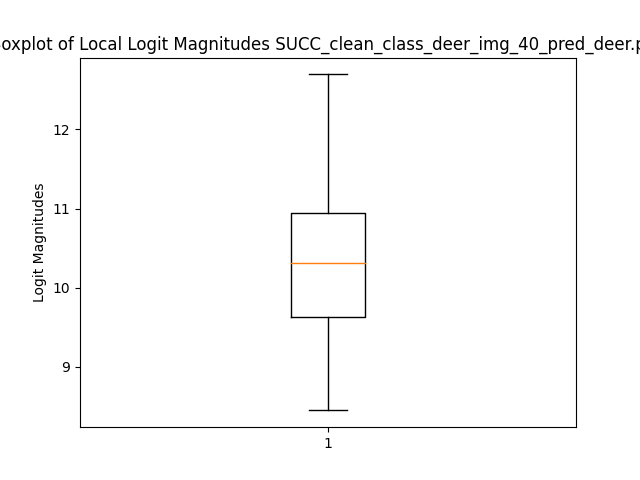 oxplot of Local Logit Magnitudes SUCC_clean_class_deer_img_40_pred_deer.p
12
11
10
9
Logit Magnitudes
1